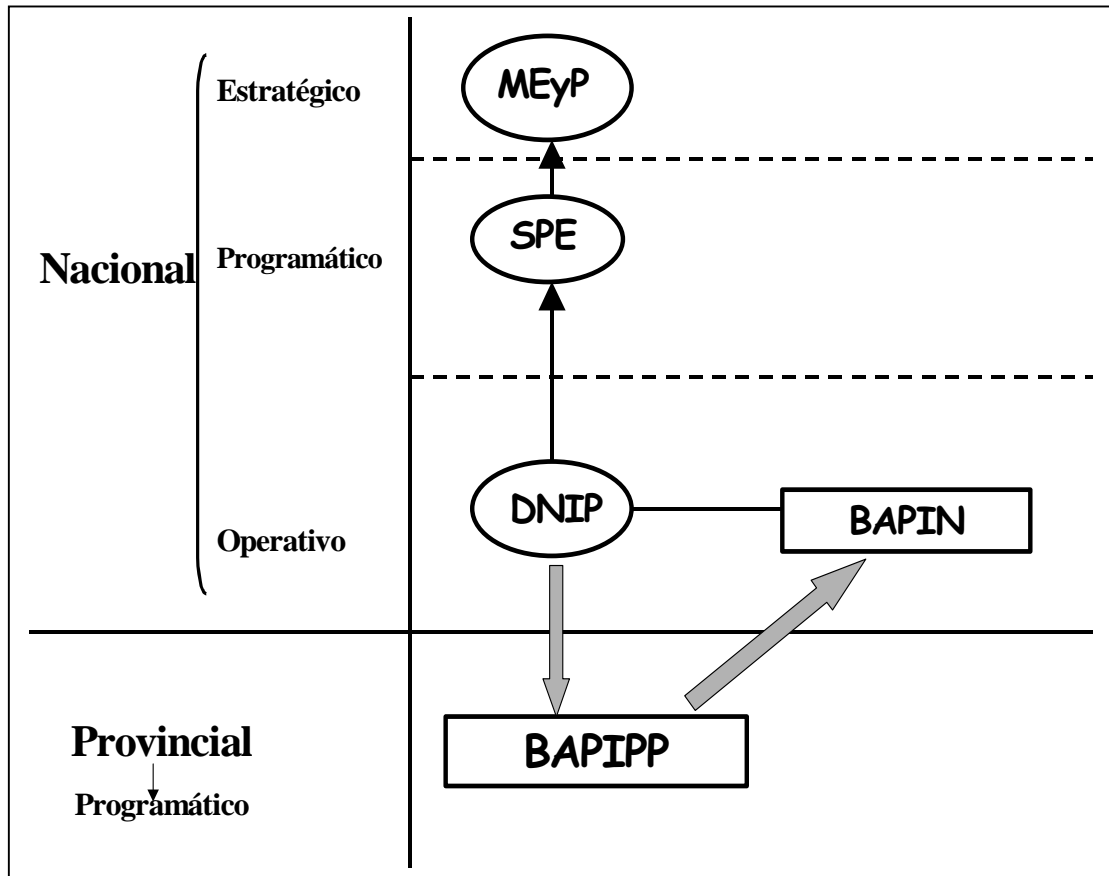 Estratégico
MEyP
Nacional
Programático
SPE
Operativo
DNIP
BAPIN
Provincial
Programático
BAPIPP